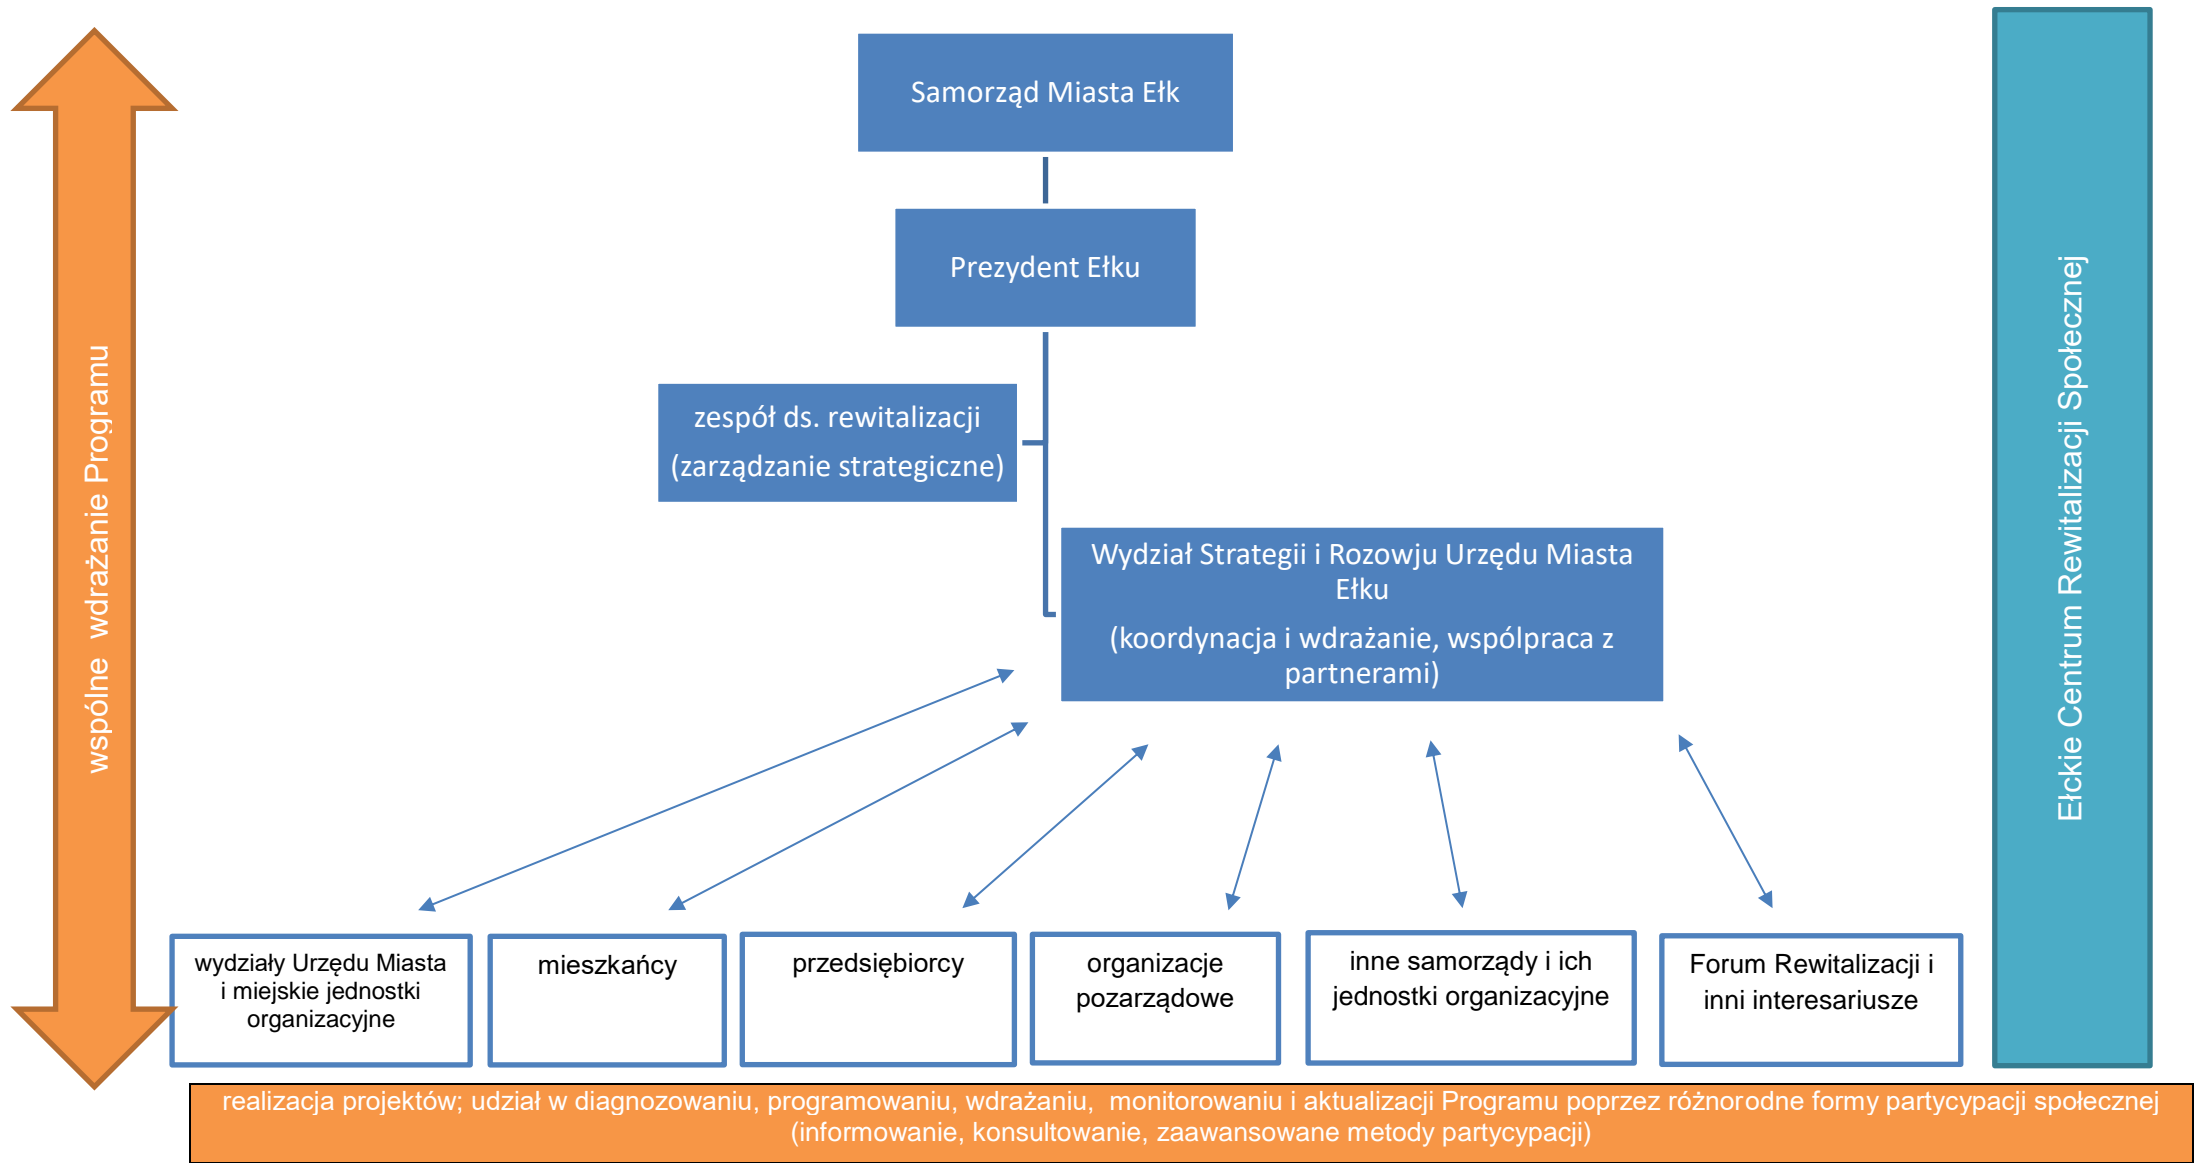 Samorząd Miasta Ełk
Prezydent Ełku
zespół ds. rewitalizacji
(zarządzanie strategiczne)
Wydział Strategii i Rozowju Urzędu Miasta
Ełku
(koordynacja i wdrażanie, wspólpraca z
partnerami)
wspólne wdrażanie Programu
Ełckie Centrum Rewitalizacji Społecznej
wydziały Urzędu Miasta
i miejskie jednostki
organizacyjne
mieszkańcy
przedsiębiorcy
organizacje
pozarządowe
inne samorządy i ich
jednostki organizacyjne
Forum Rewitalizacji i
inni interesariusze
realizacja projektów; udział w diagnozowaniu, programowaniu, wdrażaniu, monitorowaniu i aktualizacji Programu poprzez różnorodne formy partycypacji społecznej
(informowanie, konsultowanie, zaawansowane metody partycypacji)